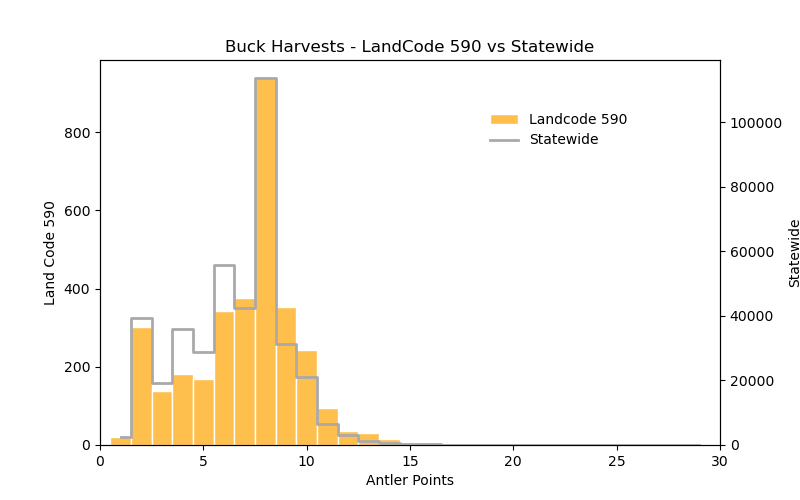 Buck Harvests - LandCode 590 vs Statewide
Landcode 590
Statewide
800
600
400
200
0
Land Code 590
100000
80000
60000
40000
20000
0
Statewide
0 5 10 15 20 25 30
Antler Points